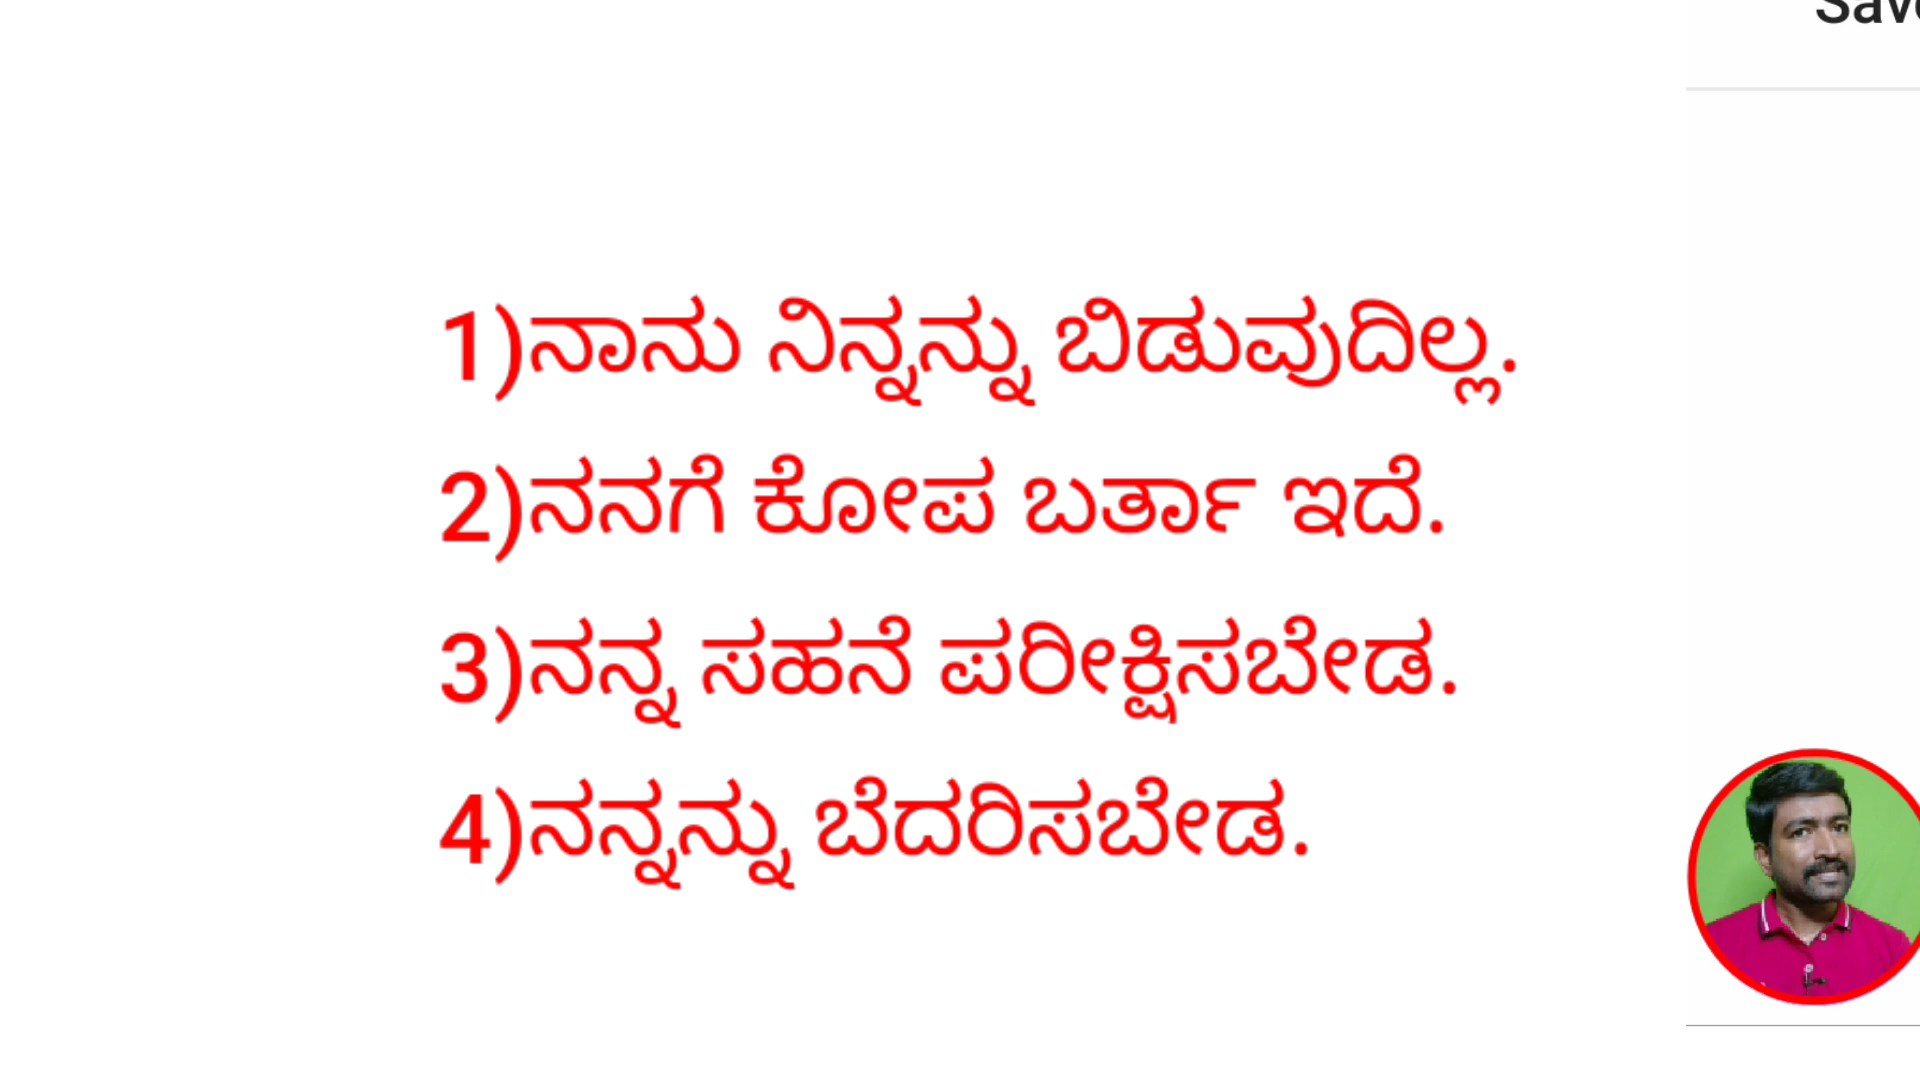 1)ನಾನು ನಿನ್ನನ್ನು ಬಿಡುವುದಿಲ್ಲ.
2)ನನಗೆ ಕೋಪ ಬರ್ತಾ ಇದೆ.
3)ನನ್ನ ಸಹನೆ ಪರೀಕ್ಷಿಸಬೇಡ.
4)ನನ್ನನ್ನು ಬೆದರಿಸಬೇಡ.